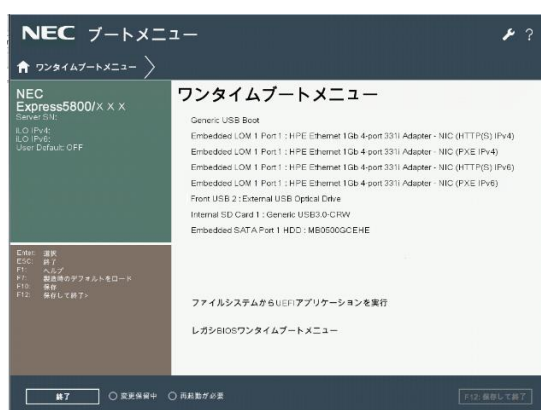 NEC ブートメニュー
?
ワンタイムブートメニュー
NEC
Express5800/×××
Server SN:
iLO IPv4:
iLO IPv6:
User Default: OFF
Enter: 選択
ESC: 終了
F1: ヘルプ
F7: 製造時のデフォルトをロード
F10: 保存
F12: 保存して終了>
ワンタイムブートメニュー
Generic USB Boot
Embedded LOM 1 Port 1 : HPE Ethernet 1Gb 4-port 331i Adapter - NIC (HTTP(S) IPv4)
Embedded LOM 1 Port 1 : HPE Ethernet 1Gb 4-port 331i Adapter - NIC (PXE IPv4)
Embedded LOM 1 Port 1 : HPE Ethernet 1Gb 4-port 331i Adapter - NIC (HTTP(S) IPv6)
Embedded LOM 1 Port 1 : HPE Ethernet 1Gb 4-port 331i Adapter - NIC (PXE IPv6)
Front USB 2 : External USB Optical Drive
Internal SD Card 1 : Generic USB3.0-CRW
Embedded SATA Port 1 HDD : MB0500GCEHE
ファイルシステムからUEFIアプリケーションを実行
レガシBIOSワンタイムブートメニュー
終了
変更保留中
再起動が必要
F12: 保存して終了